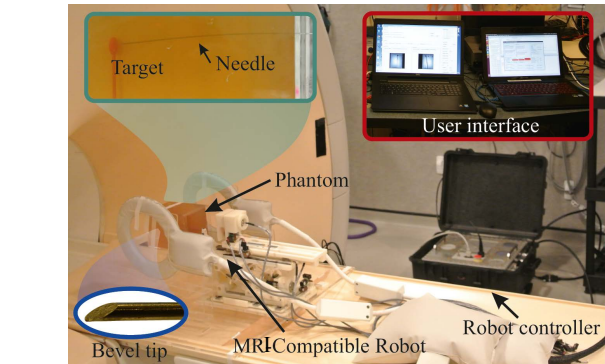 Target
Needle
User interface
Phantom
Robot controller
MRI-Compatible Robot
Bevel tip